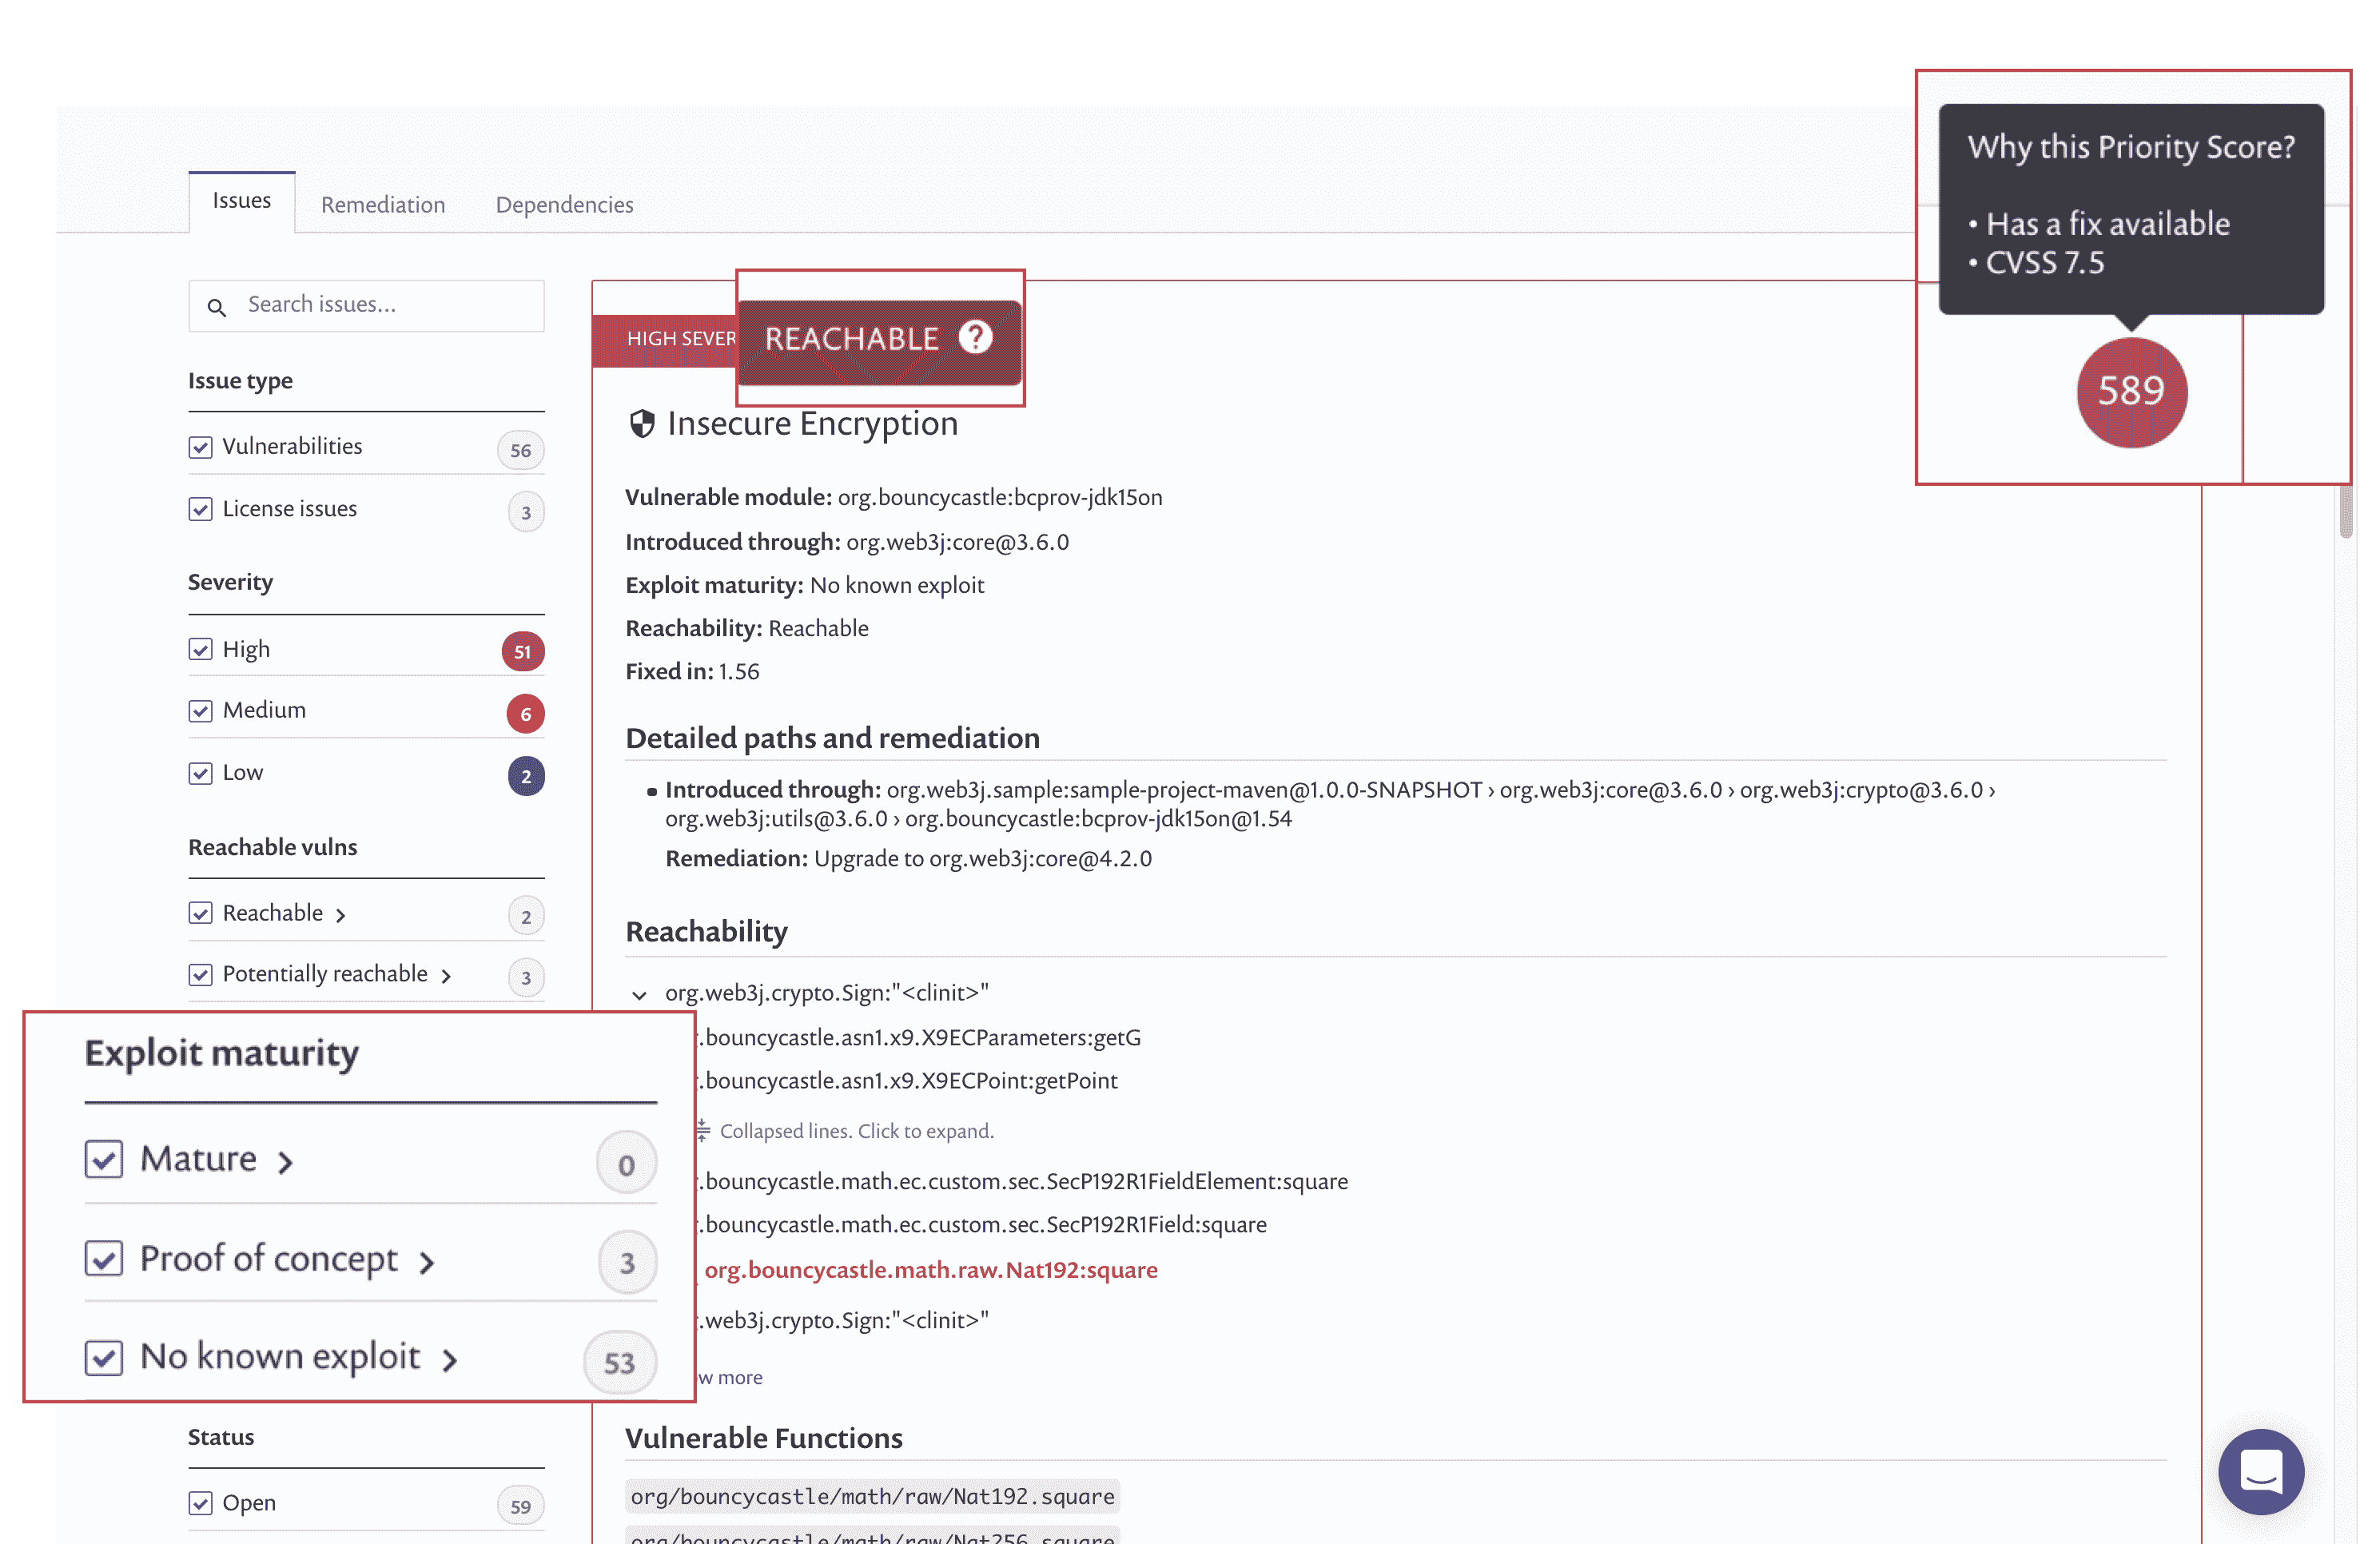 Why this Priority Score?
• Has a fix available
• CVSS 7.5
589
Issues
Remediation
Dependencies
Search issues...
Issue type
Vulnerabilities 56
License issues 3
Severity
High 51
Medium 6
Low 2
Reachable vulns
Reachable 2
Potentially reachable 3
Exploit maturity
Mature 0
Proof of concept 3
No known exploit 53
Status
Open 59
HIGH SEVER
REACHABLE ?
Insecure Encryption
Vulnerable module: org.bouncycastle:bcprov-jdk15on
Introduced through: org.web3j:core@3.6.0
Exploit maturity: No known exploit
Reachability: Reachable
Fixed in: 1.56
Detailed paths and remediation
Introduced through: org.web3j.sample:sample-project-maven@1.0.0-SNAPSHOT › org.web3j:core@3.6.0 › org.web3j:crypto@3.6.0 ›
org.web3j:utils@3.6.0 › org.bouncycastle:bcprov-jdk15on@1.54
Remediation: Upgrade to org.web3j:core@4.2.0
Reachability
org.web3j.crypto.Sign:"<clinit>"
.bouncycastle.asn1.x9.X9ECParameters:getG
.bouncycastle.asn1.x9.X9ECPoint:getPoint
Collapsed lines. Click to expand.
.bouncycastle.math.ec.custom.sec.SecP192R1FieldElement:square
.bouncycastle.math.ec.custom.sec.SecP192R1Field:square
org.bouncycastle.math.raw.Nat192:square
.web3j.crypto.Sign:"<clinit>"
w more
Vulnerable Functions
org/bouncycastle/math/raw/Nat192.square
org/bouncycastle/math/raw/Nat256.square